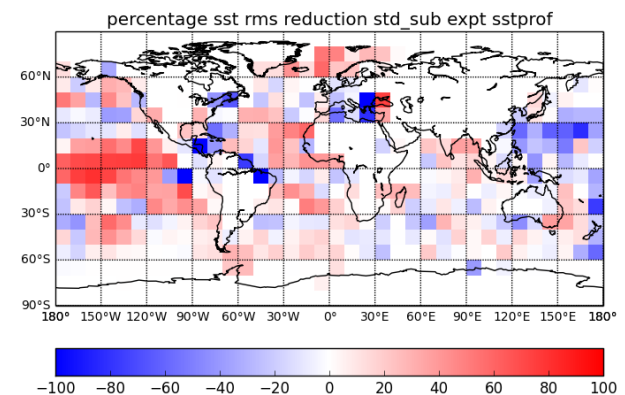 percentage sst rms reduction std_sub expt sstprof
60°N
30°N
0°
30°S
60°S
90°S
180° 150°W 120°W 90°W 60°W 30°W 0° 30°E 60°E 90°E 120°E 150°E 180°
−100 −80 −60 −40 −20 0 20 40 60 80 100